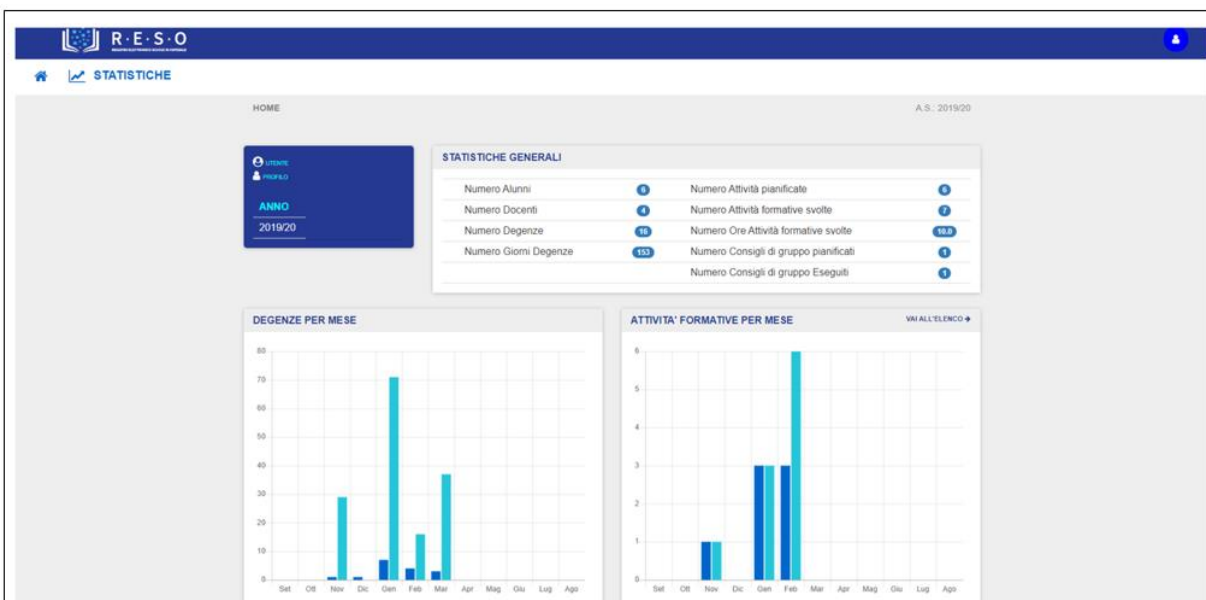 R·E·S·O
REGISTRO ELETTRONICO SCUOLE IN OSPEDALE
STATISTICHE
HOME
A.S.: 2019/20
UTENTE
PROFILO
ANNO
2019/20
STATISTICHE GENERALI
Numero Alunni 6 Numero Attività pianificate 6
Numero Docenti 4 Numero Attività formative svolte 7
Numero Degenze 16 Numero Ore Attività formative svolte 10.0
Numero Giorni Degenze 153 Numero Consigli di gruppo pianificati 1
Numero Consigli di gruppo Eseguiti 1
DEGENZE PER MESE
80
70
60
50
40
30
20
10
0
Set Ott Nov Dic Gen Feb Mar Apr Mag Giu Lug Ago
ATTIVITA' FORMATIVE PER MESE VAI ALL'ELENCO
6
5
4
3
2
1
0
Set Ott Nov Dic Gen Feb Mar Apr Mag Giu Lug Ago